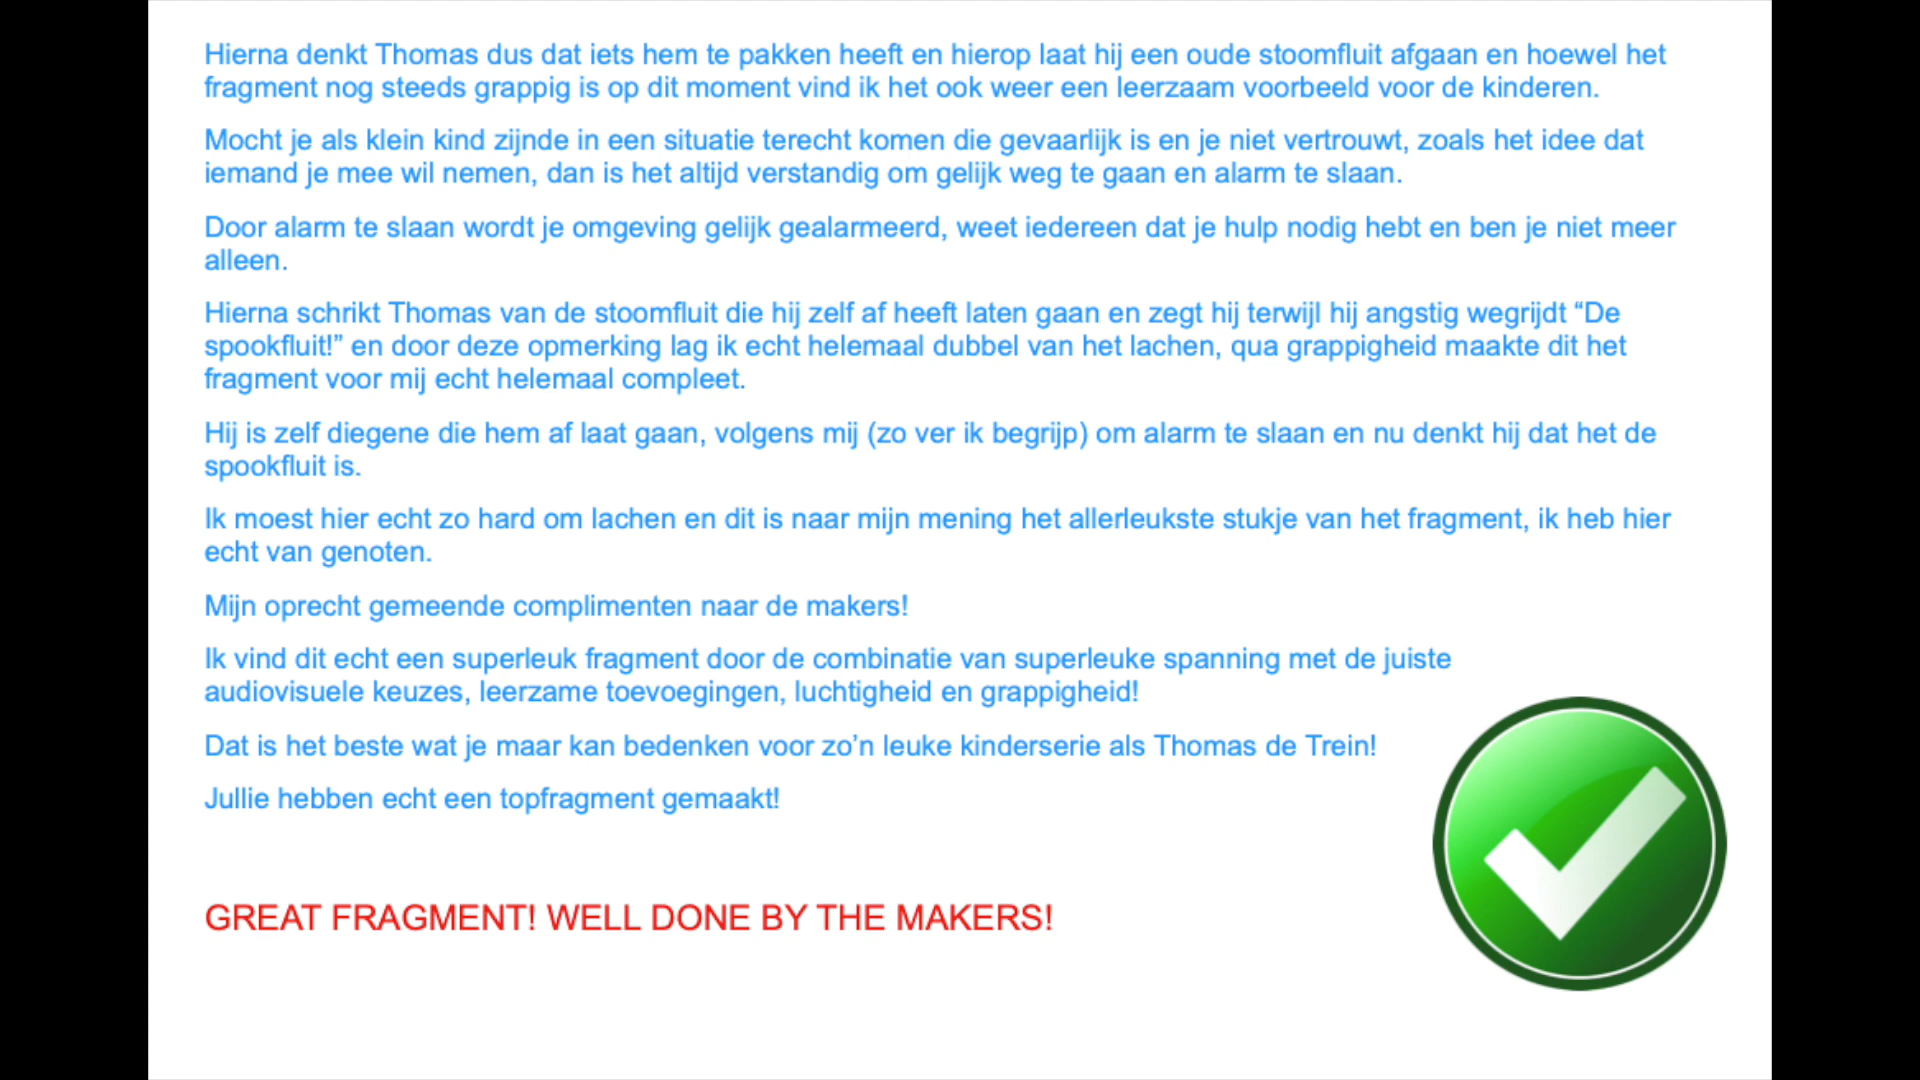 Hierna denkt Thomas dus dat iets hem te pakken heeft en hierop laat hij een oude stoomfluit afgaan en hoewel het
fragment nog steeds grappig is op dit moment vind ik het ook weer een leerzaam voorbeeld voor de kinderen.
Mocht je als klein kind zijnde in een situatie terecht komen die gevaarlijk is en je niet vertrouwt, zoals het idee dat
iemand je mee wil nemen, dan is het altijd verstandig om gelijk weg te gaan en alarm te slaan.
Door alarm te slaan wordt je omgeving gelijk gealarmeerd, weet iedereen dat je hulp nodig hebt en ben je niet meer
alleen.
Hierna schrikt Thomas van de stoomfluit die hij zelf af heeft laten gaan en zegt hij terwijl hij angstig wegrijdt “De
spookfluit!” en door deze opmerking lag ik echt helemaal dubbel van het lachen, qua grappigheid maakte dit het
fragment voor mij echt helemaal compleet.
Hij is zelf diegene die hem af laat gaan, volgens mij (zo ver ik begrijp) om alarm te slaan en nu denkt hij dat het de
spookfluit is.
Ik moest hier echt zo hard om lachen en dit is naar mijn mening het allerleukste stukje van het fragment, ik heb hier
echt van genoten.
Mijn oprecht gemeende complimenten naar de makers!
Ik vind dit echt een superleuk fragment door de combinatie van superleuke spanning met de juiste
audiovisuele keuzes, leerzame toevoegingen, luchtigheid en grappigheid!
Dat is het beste wat je maar kan bedenken voor zo’n leuke kinderserie als Thomas de Trein!
Jullie hebben echt een topfragment gemaakt!
GREAT FRAGMENT! WELL DONE BY THE MAKERS!